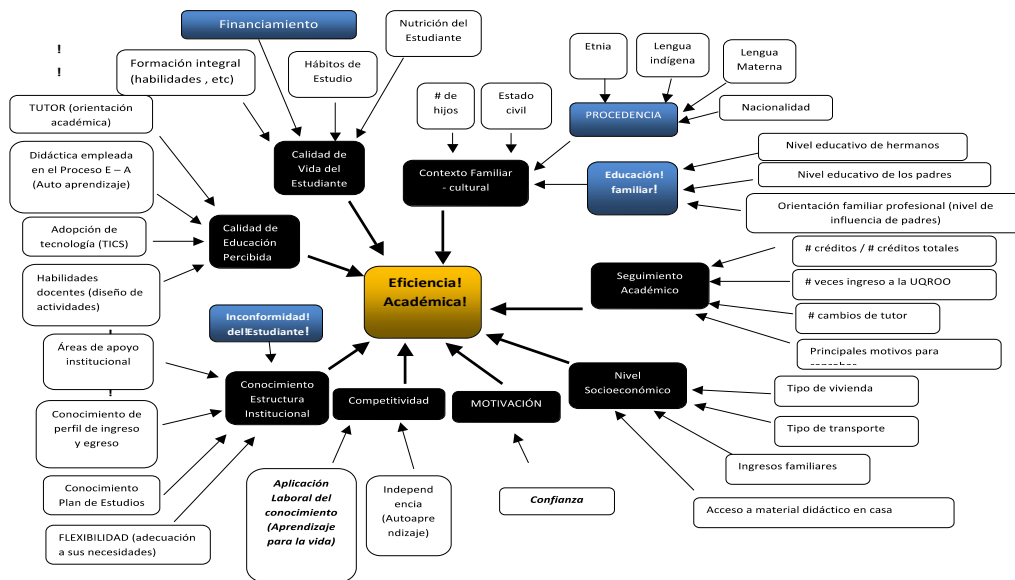 Financiamiento
Nutrición del
Estudiante
!
!
Formación integral
(habilidades , etc)
Hábitos de
Estudio
Etnia
Lengua
indígena
Lengua
Materna
# de
hijos
Estado
civil
PROCEDENCIA
Nacionalidad
TUTOR (orientación
académica)
Didáctica empleada
en el Proceso E – A
(Auto aprendizaje)
Calidad de
Vida del
Estudiante
Contexto Familiar
- cultural
Educación!
familiar!
Nivel educativo de hermanos
Nivel educativo de los padres
Orientación familiar profesional (nivel de
influencia de padres)
Adopción de
tecnología (TICS)
Calidad de
Educación
Percibida
Habilidades
docentes (diseño de
actividades)
Eficiencia!
Académica!
Seguimiento
Académico
# créditos / # créditos totales
# veces ingreso a la UQROO
# cambios de tutor
Principales motivos para
Inconformidad!
del!Estudiante!
Áreas de apoyo
institucional
Conocimiento
Estructura
Institucional
Competitividad
MOTIVACIÓN
Nivel
Socioeconómico
Tipo de vivienda
Tipo de transporte
Ingresos familiares
Acceso a material didáctico en casa
Conocimiento de
perfil de ingreso
y egreso
Conocimiento
Plan de Estudios
FLEXIBILIDAD (adecuación
a sus necesidades)
Aplicación
Laboral del
conocimiento
(Aprendizaje
para la vida)
Independ
encia
(Autoapre
ndizaje)
Confianza